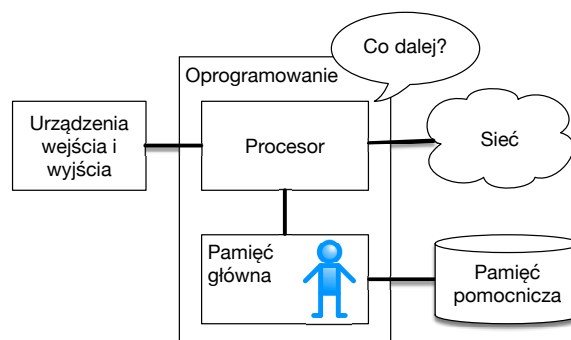 Co dalej?
Oprogramowanie
Urządzenia
wejścia i
wyjścia
Procesor
Sieć
Pamięć
główna
Pamięć
pomocnicza